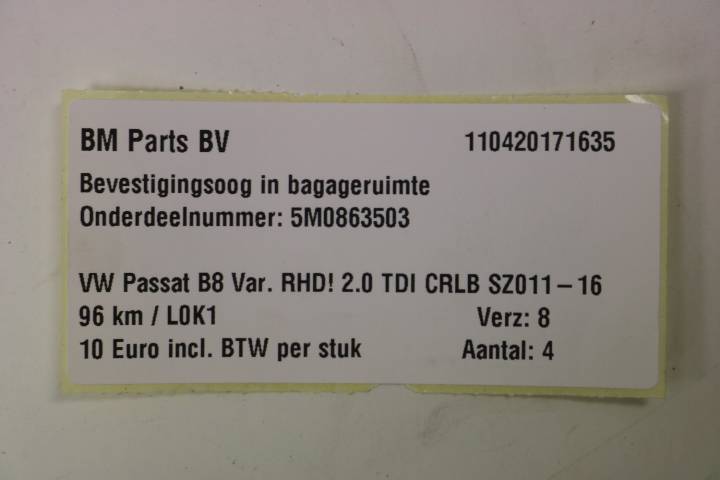 BM Parts BV 110420171635
Bevestigingsoog in bagageruimte
Onderdeelnummer: 5M0863503
VW Passat B8 Var. RHD! 2.0 TDI CRLB SZ011-16
96 km / L0K1 Verz: 8
10 Euro incl. BTW per stuk Aantal: 4